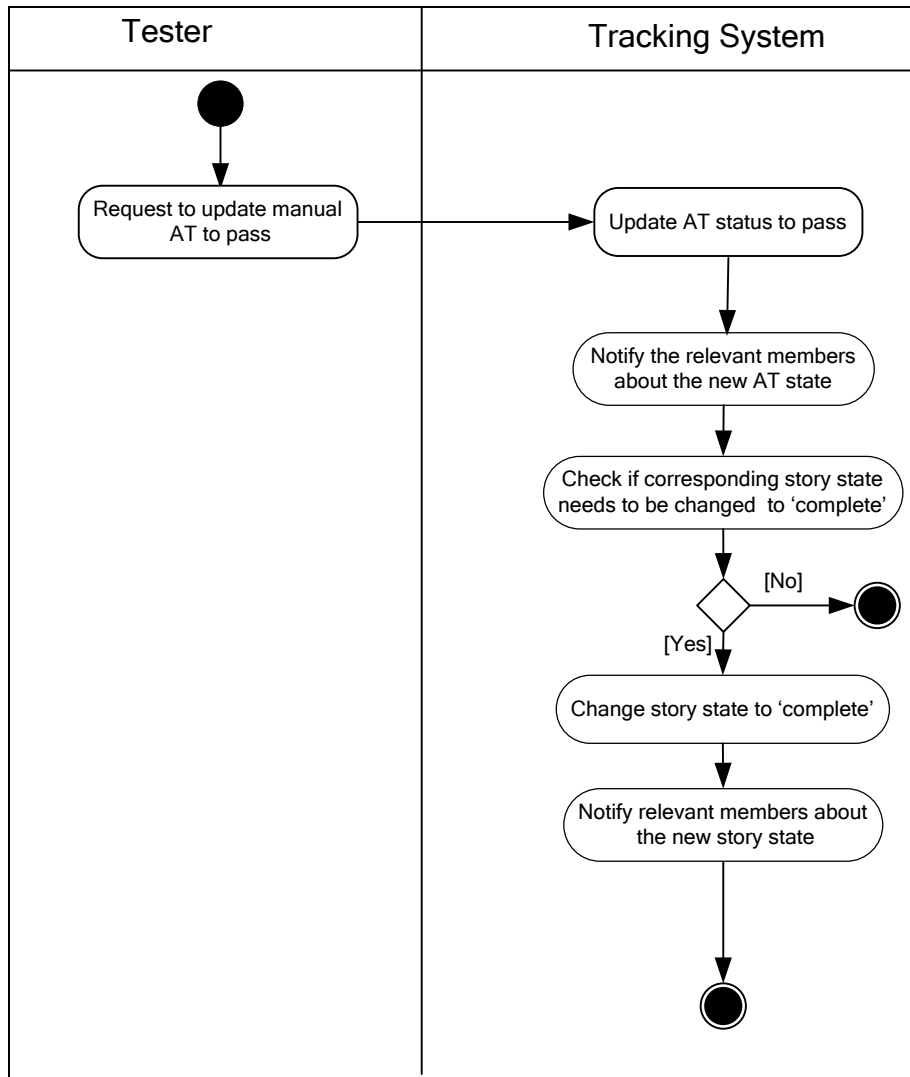 Tester
Tracking System
Request to update manual
AT to pass
Update AT status to pass
Notify the relevant members
about the new AT state
Check if corresponding story state
needs to be changed to ‘complete’
[No]
[Yes]
Change story state to ‘complete’
Notify relevant members about
the new story state